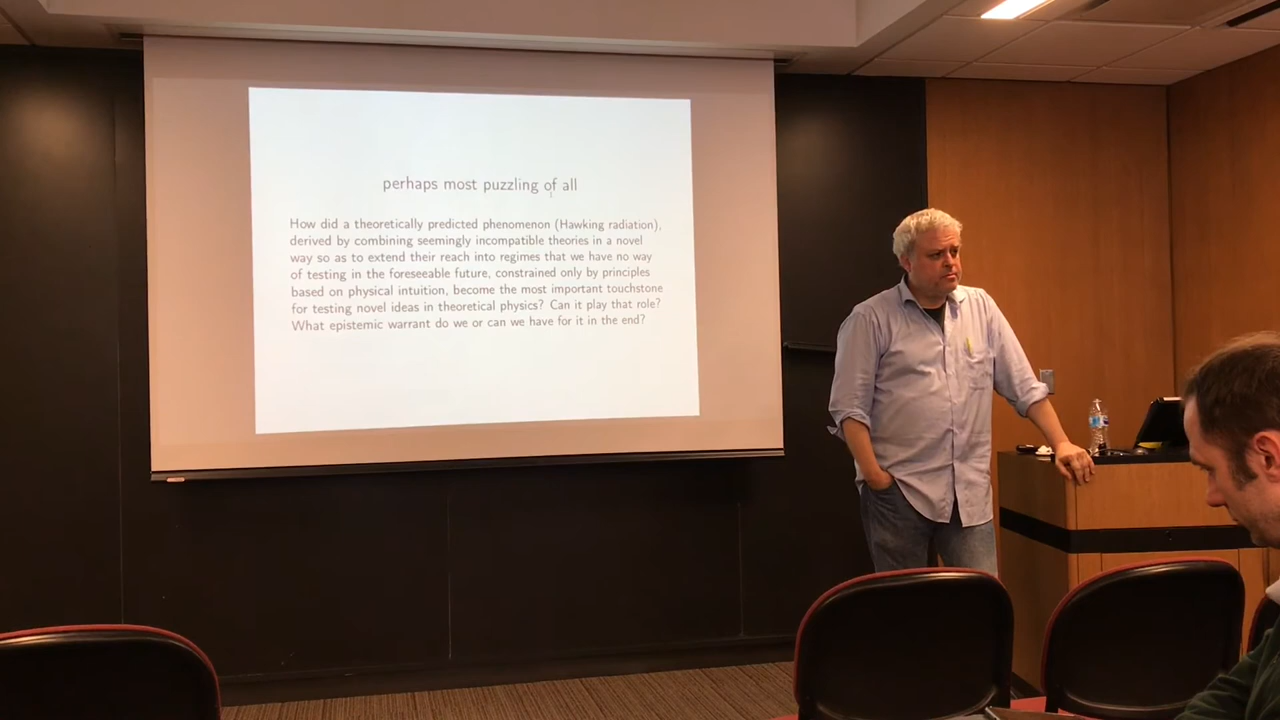 perhaps most puzzling of all
How did a theoretically predicted phenomenon (Hawking radiation),
derived by combining seemingly incompatible theories in a novel
way so as to extend their reach into regimes that we have no way
of testing in the foreseeable future, constrained only by principles
based on physical intuition, become the most important touchstone
for testing novel ideas in theoretical physics? Can it play that role?
What epistemic warrant do we or can we have for it in the end?